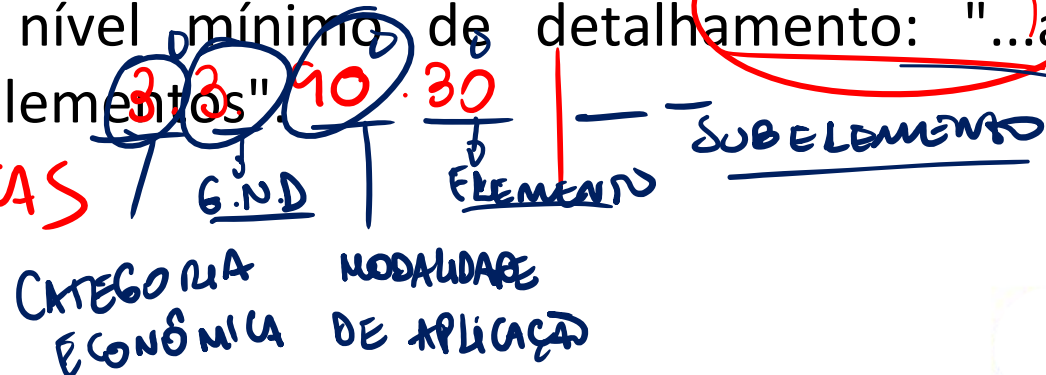 nível mínimo de detalhamento: "...a
lementos".
3.3.90.30
AS
G.N.D
ELEMENTO
SUBELEMENTO
CATEGORIA ECONÔMICA
MODALIDADE DE APLICAÇÃO